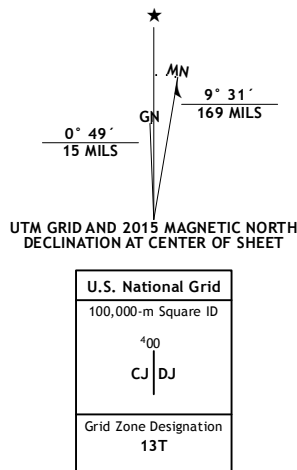 ★
MN
GN
9° 31´
169 MILS
0° 49´
15 MILS
UTM GRID AND 2015 MAGNETIC NORTH
DECLINATION AT CENTER OF SHEET
U.S. National Grid
100,000-m Square ID
⁴00
CJ DJ
Grid Zone Designation
13T